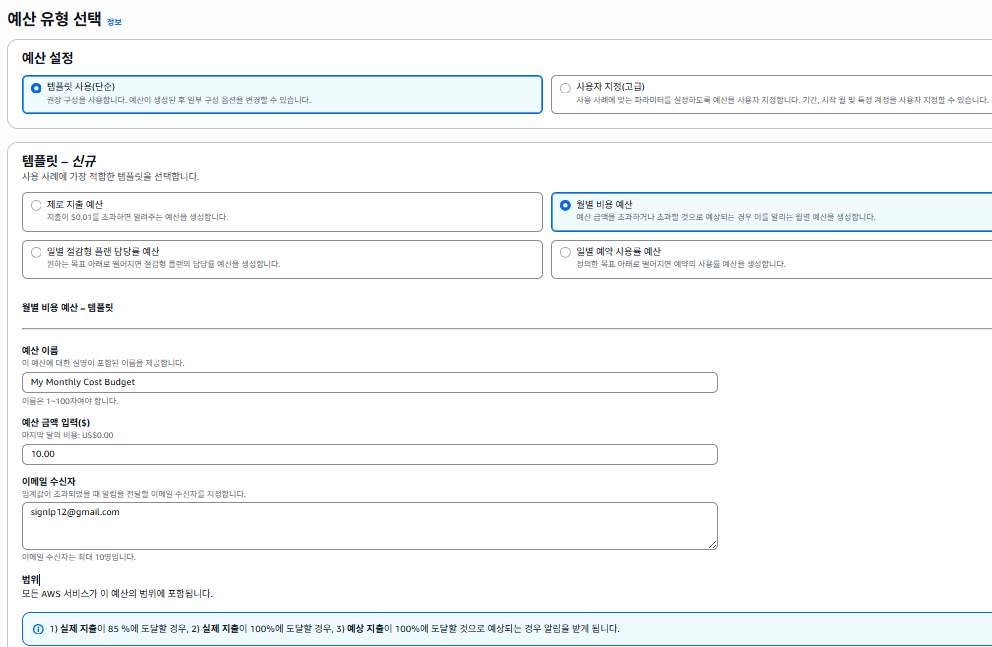 예산 유형 선택 정보
예산 설정
템플릿 사용(단순)
권장 구성을 사용합니다. 예산이 생성된 후 일부 구성 옵션을 변경할 수 있습니다.
사용자 지정(고급)
사용 사례에 맞는 파라미터를 설정하도록 예산을 사용자 지정합니다. 기간, 시작 월 및 특정 계정을 사용자 지정할 수 있습니다.
템플릿 – 신규
사용 사례에 가장 적합한 템플릿을 선택합니다.
제로 지출 예산
지출이 $0.01를 초과하면 알려주는 예산을 생성합니다.
월별 비용 예산
예산 금액을 초과하거나 초과할 것으로 예상되는 경우 이를 알리는 월별 예산을 생성합니다.
일별 절감형 플랜 담당률 예산
원하는 목표 아래로 떨어지면 절감형 플랜의 담당률 예산을 생성합니다.
일별 예약 사용률 예산
정의한 목표 아래로 떨어지면 예약의 사용률 예산을 생성합니다.
월별 비용 예산 – 템플릿
예산 이름
이 예산에 대한 설명이 포함된 이름을 제공합니다.
My Monthly Cost Budget
이름은 1~100자여야 합니다.
예산 금액 입력($)
마지막 달의 비용: US$0.00
10.00
이메일 수신자
임계값이 초과되었을 때 알림을 전달할 이메일 수신자를 지정합니다.
signlp12@gmail.com
이메일 수신자는 최대 10명입니다.
범위
모든 AWS 서비스가 이 예산의 범위에 포함됩니다.
1) 실제 지출이 85 %에 도달할 경우, 2) 실제 지출이 100%에 도달할 경우, 3) 예상 지출이 100%에 도달할 것으로 예상되는 경우 알림을 받게 됩니다.